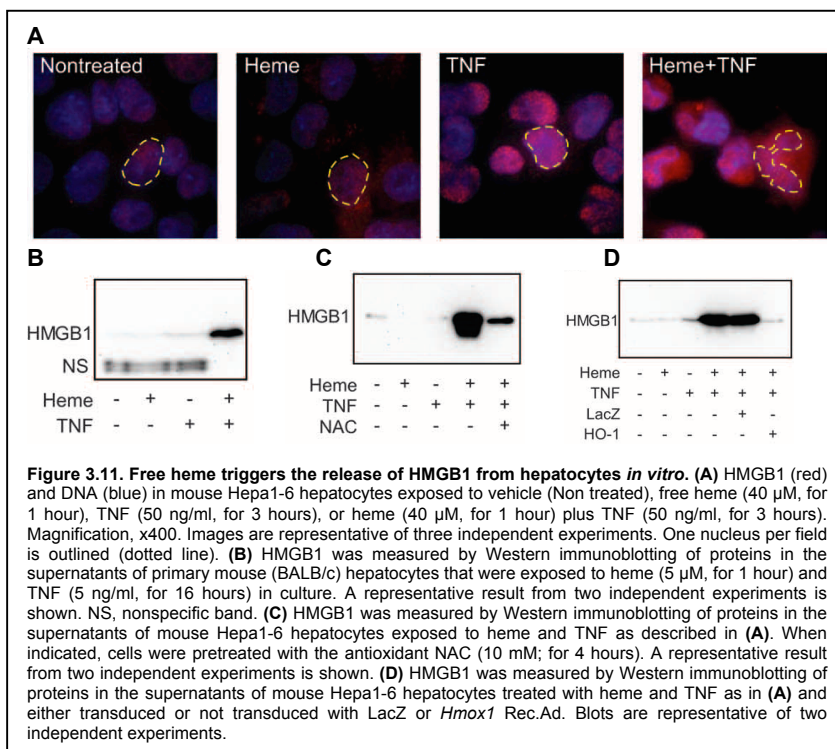 A
Nontreated Heme TNF Heme+TNF
B C D
HMGB1
NS
Heme - + - +
TNF - - + +
HMGB1
Heme - + - + +
TNF - - + + +
NAC +
HMGB1
Heme - + - + + +
TNF - - + + + +
LacZ +
HO-1 +
Figure 3.11. Free heme triggers the release of HMGB1 from hepatocytes in vitro. (A) HMGB1 (red)
and DNA (blue) in mouse Hepa1-6 hepatocytes exposed to vehicle (Non treated), free heme (40 µM, for
1 hour), TNF (50 ng/ml, for 3 hours), or heme (40 µM, for 1 hour) plus TNF (50 ng/ml, for 3 hours).
Magnification, x400. Images are representative of three independent experiments. One nucleus per field
is outlined (dotted line). (B) HMGB1 was measured by Western immunoblotting of proteins in the
supernatants of primary mouse (BALB/c) hepatocytes that were exposed to heme (5 µM, for 1 hour) and
TNF (5 ng/ml, for 16 hours) in culture. A representative result from two independent experiments is
shown. NS, nonspecific band. (C) HMGB1 was measured by Western immunoblotting of proteins in the
supernatants of mouse Hepa1-6 hepatocytes exposed to heme and TNF as described in (A). When
indicated, cells were pretreated with the antioxidant NAC (10 mM; for 4 hours). A representative result
from two independent experiments is shown. (D) HMGB1 was measured by Western immunoblotting of
proteins in the supernatants of mouse Hepa1-6 hepatocytes treated with heme and TNF as in (A) and
either transduced or not transduced with LacZ or Hmox1 Rec.Ad. Blots are representative of two
independent experiments.